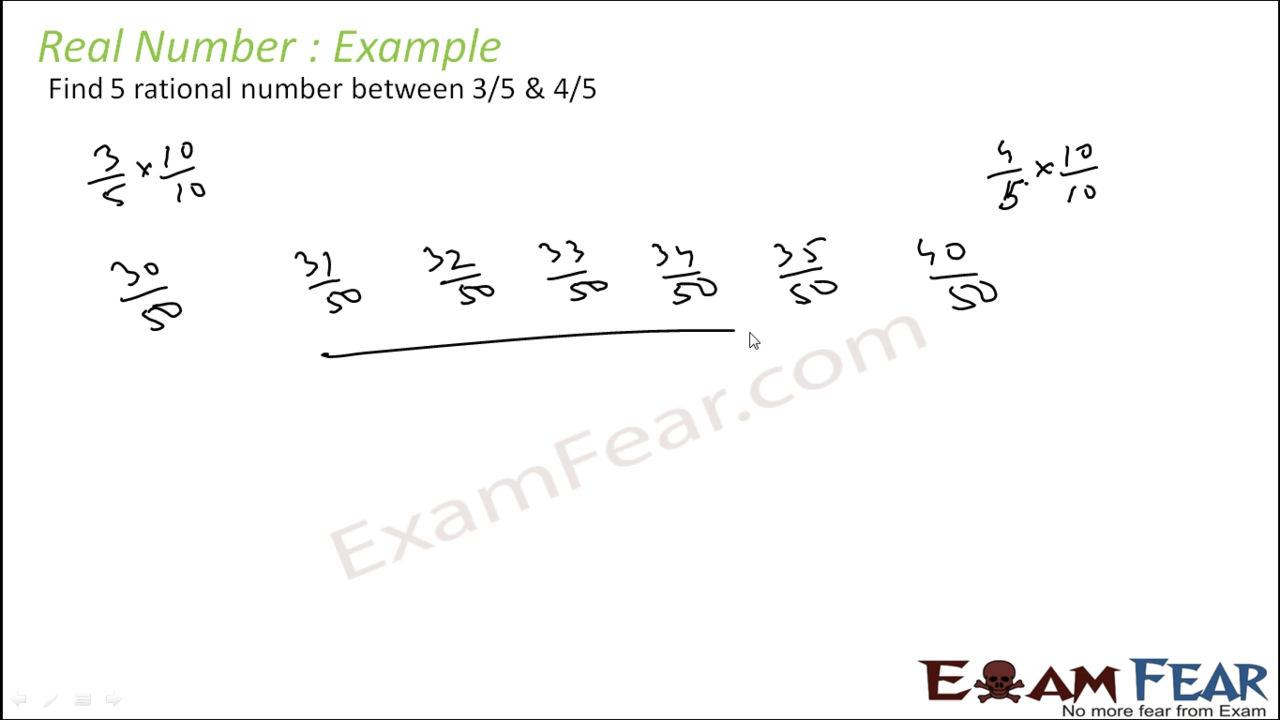 Real Number : Example
Find 5 rational number between 3/5 & 4/5
3/5 × 10/10 4/5 × 10/10
30/50 31/50 32/50 33/50 34/50 35/50 40/50
ExamFear.com
EXAM FEAR
No more fear from Exam